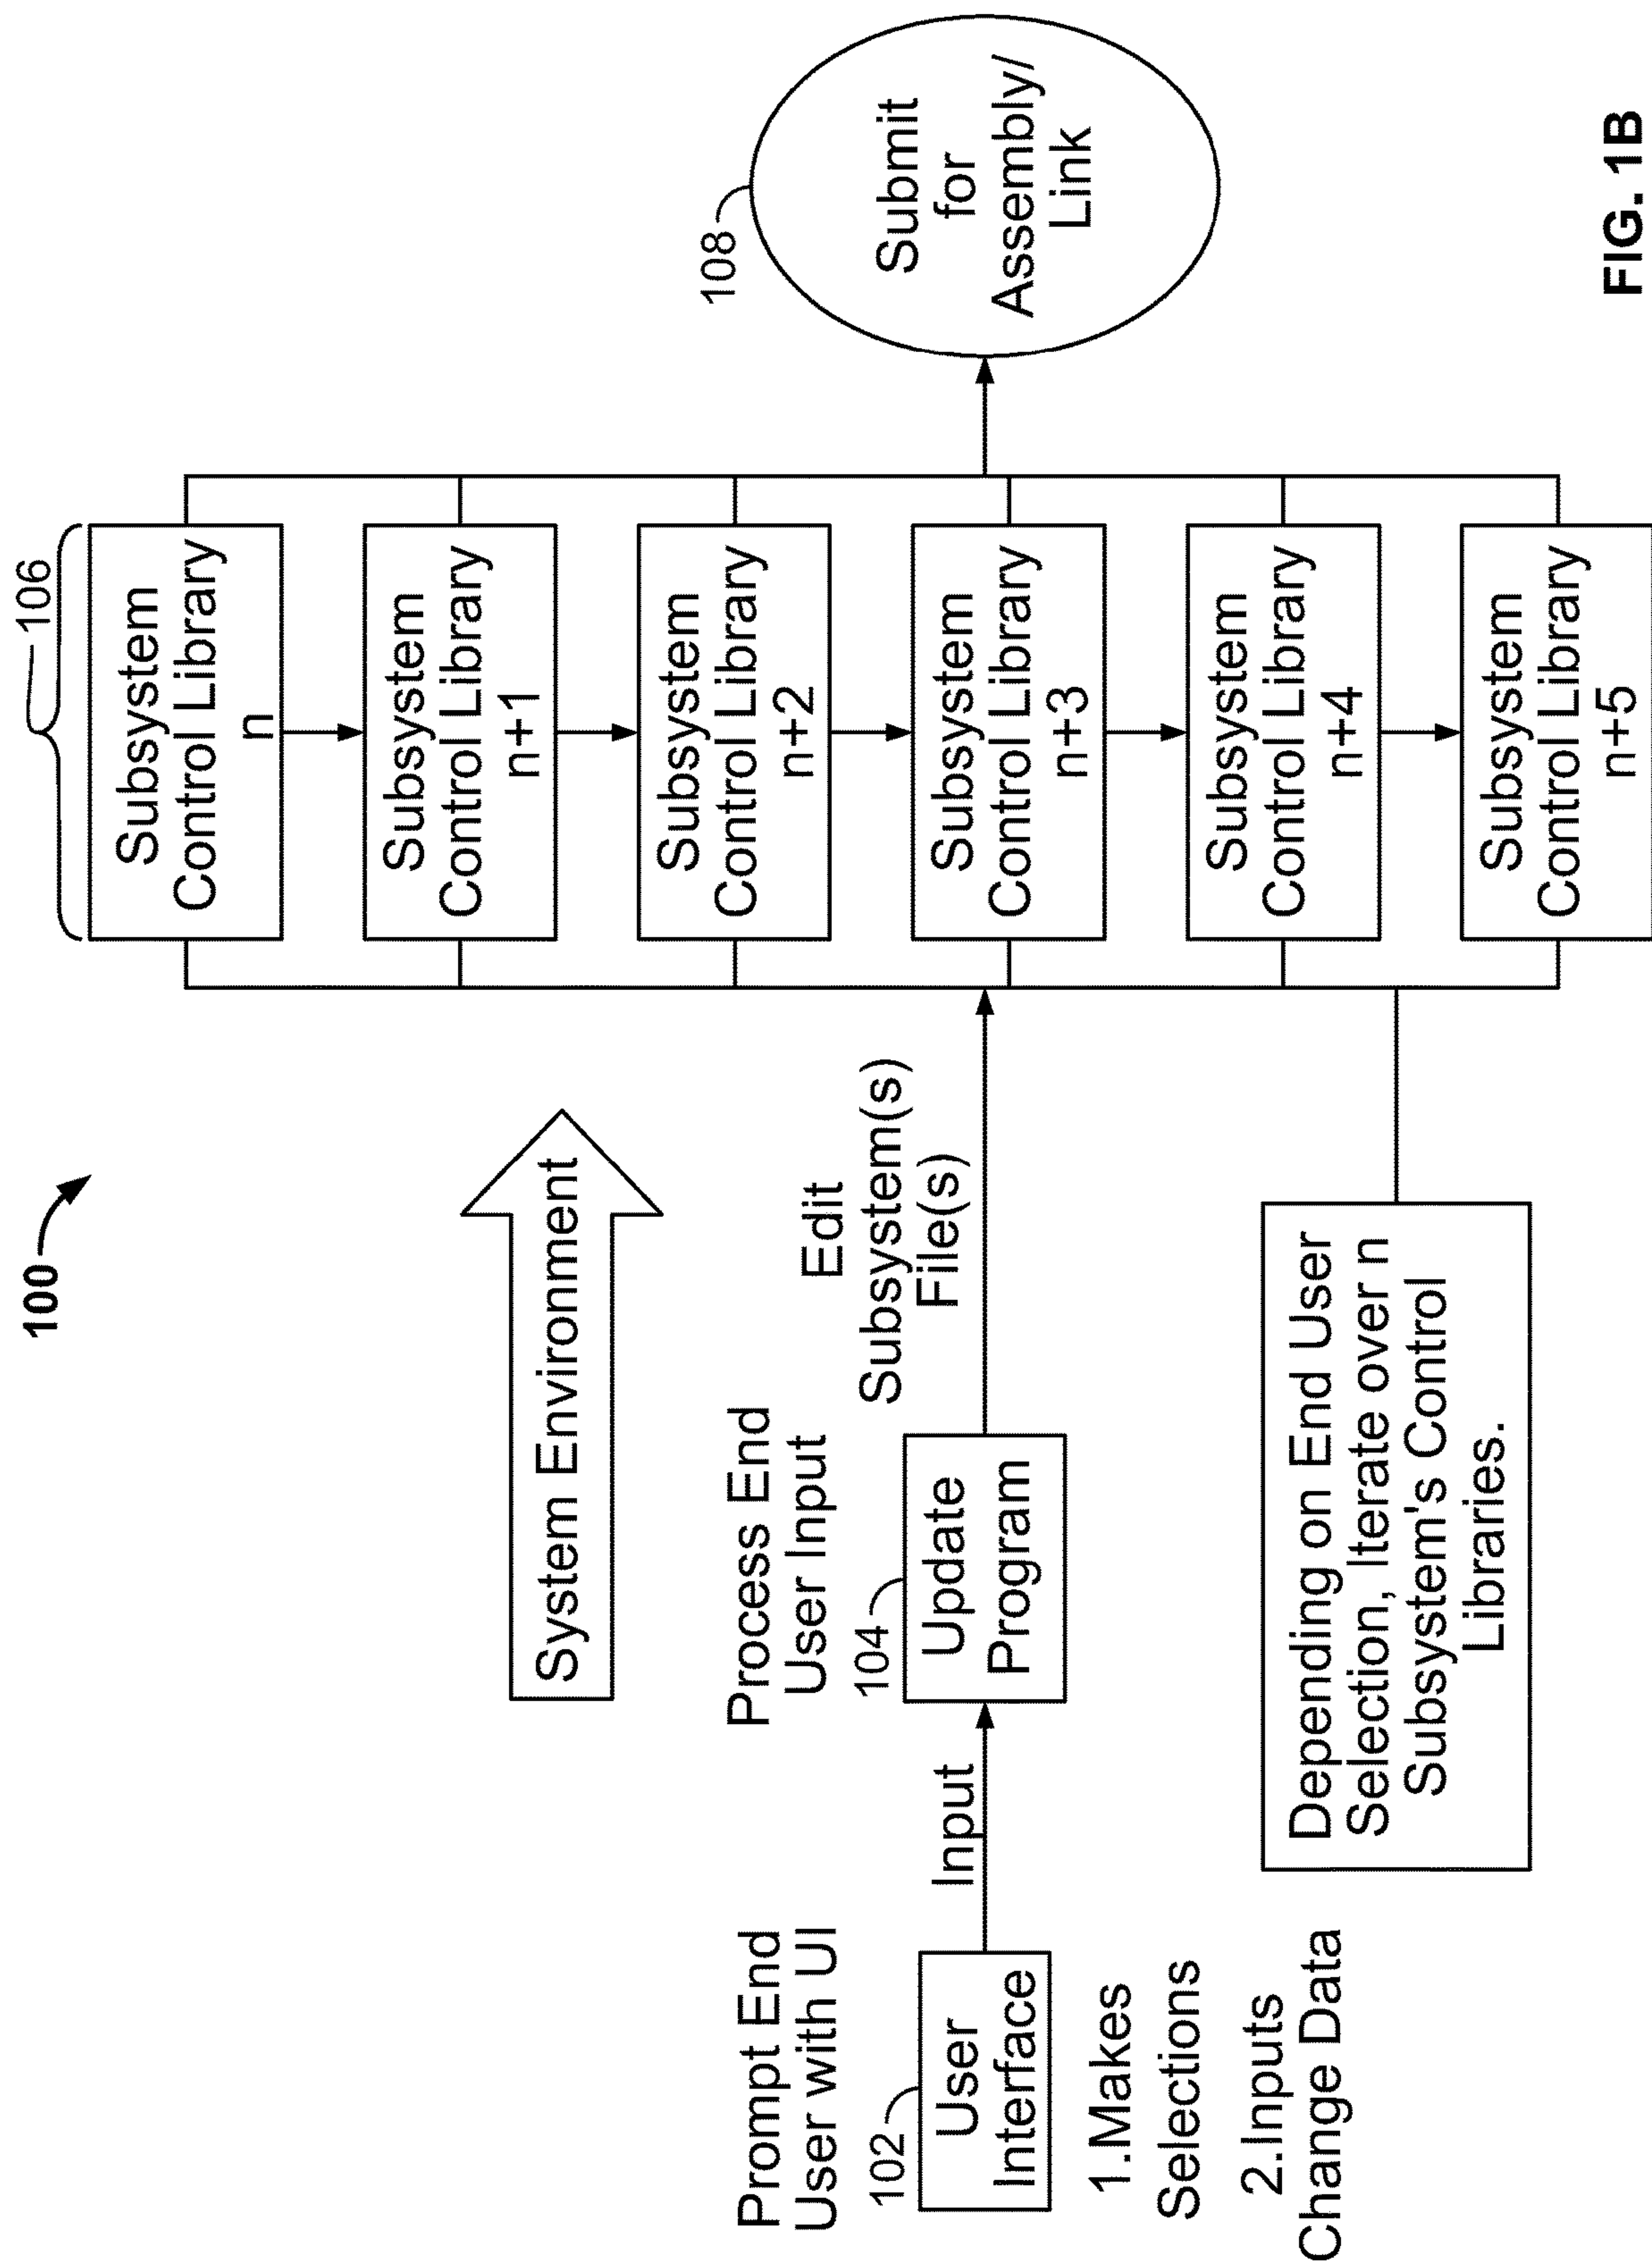 100
System Environment
Prompt End
User with UI
102
User
Interface
1.Makes
Selections
2.Inputs
Change Data
Input
Process End
User Input
104
Update
Program
Edit
Subsystem(s)
File(s)
Depending on End User
Selection, Iterate over n
Subsystem's Control
Libraries.
106
Subsystem
Control Library
n
Subsystem
Control Library
n+1
Subsystem
Control Library
n+2
Subsystem
Control Library
n+3
Subsystem
Control Library
n+4
Subsystem
Control Library
n+5
108
Submit
for
Assembly/
Link
FIG. 1B